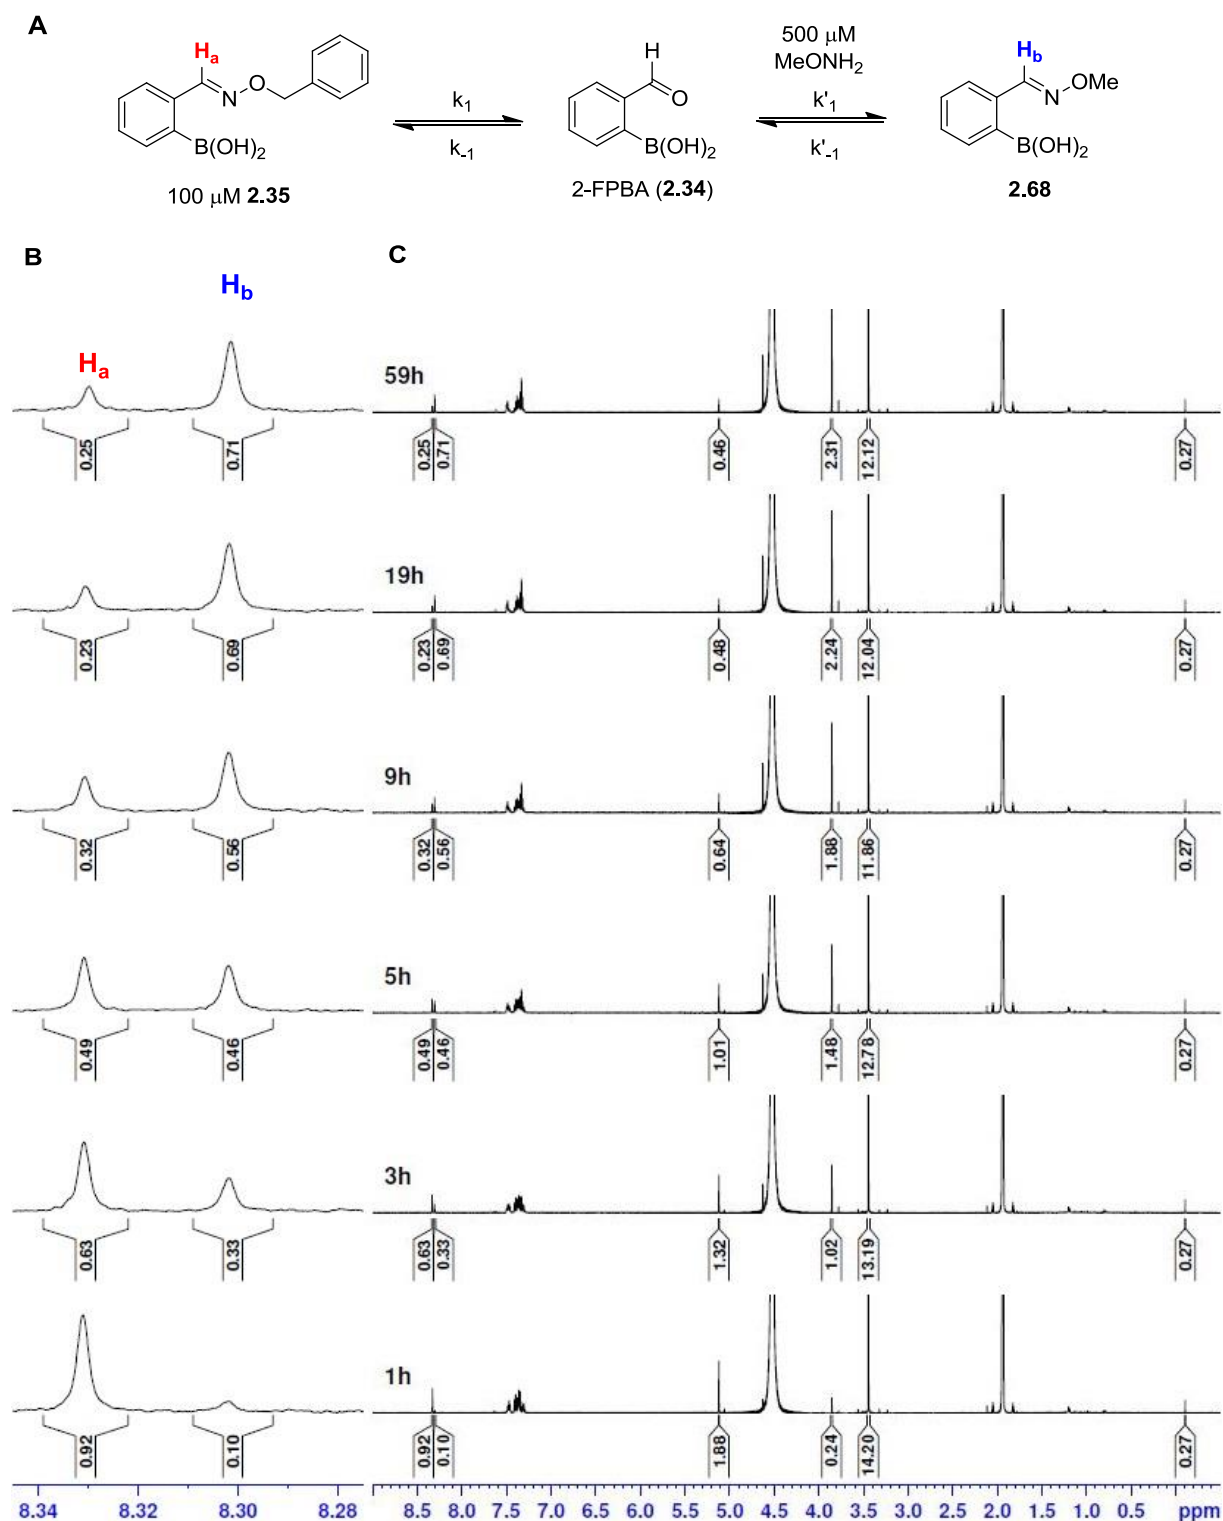 A
Ha
N
O
B(OH)2
100 μM 2.35
k1
k-1
H
O
B(OH)2
2-FPBA (2.34)
500 μM
MeONH2
k'1
k'-1
Hb
N
OMe
B(OH)2
2.68
B
C
Ha
Hb
59h
0.25 0.71
0.25 0.71 0.46 2.31 12.12 0.27
19h
0.23 0.69
0.23 0.69 0.48 2.24 12.04 0.27
9h
0.32 0.56
0.32 0.56 0.64 1.88 11.86 0.27
5h
0.49 0.46
0.49 0.46 1.01 1.48 12.78 0.27
3h
0.63 0.33
0.63 0.33 1.32 1.02 13.19 0.27
1h
0.92 0.10
0.92 0.10 1.88 0.24 14.20 0.27
8.34 8.32 8.30 8.28
8.5 8.0 7.5 7.0 6.5 6.0 5.5 5.0 4.5 4.0 3.5 3.0 2.5 2.0 1.5 1.0 0.5 ppm